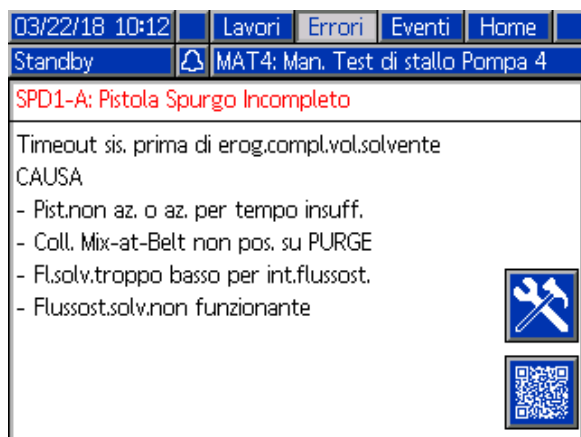 03/22/18 10:12 Lavori Errori Eventi Home
Standby MAT4: Man. Test di stallo Pompa 4
SPD1-A: Pistola Spurgo Incompleto
Timeout sis. prima di erog.compl.vol.solvente
CAUSA
- Pist.non az. o az. per tempo insuff.
- Coll. Mix-at-Belt non pos. su PURGE
- Fl.solv.troppo basso per int.flussost.
- Flussost.solv.non funzionante